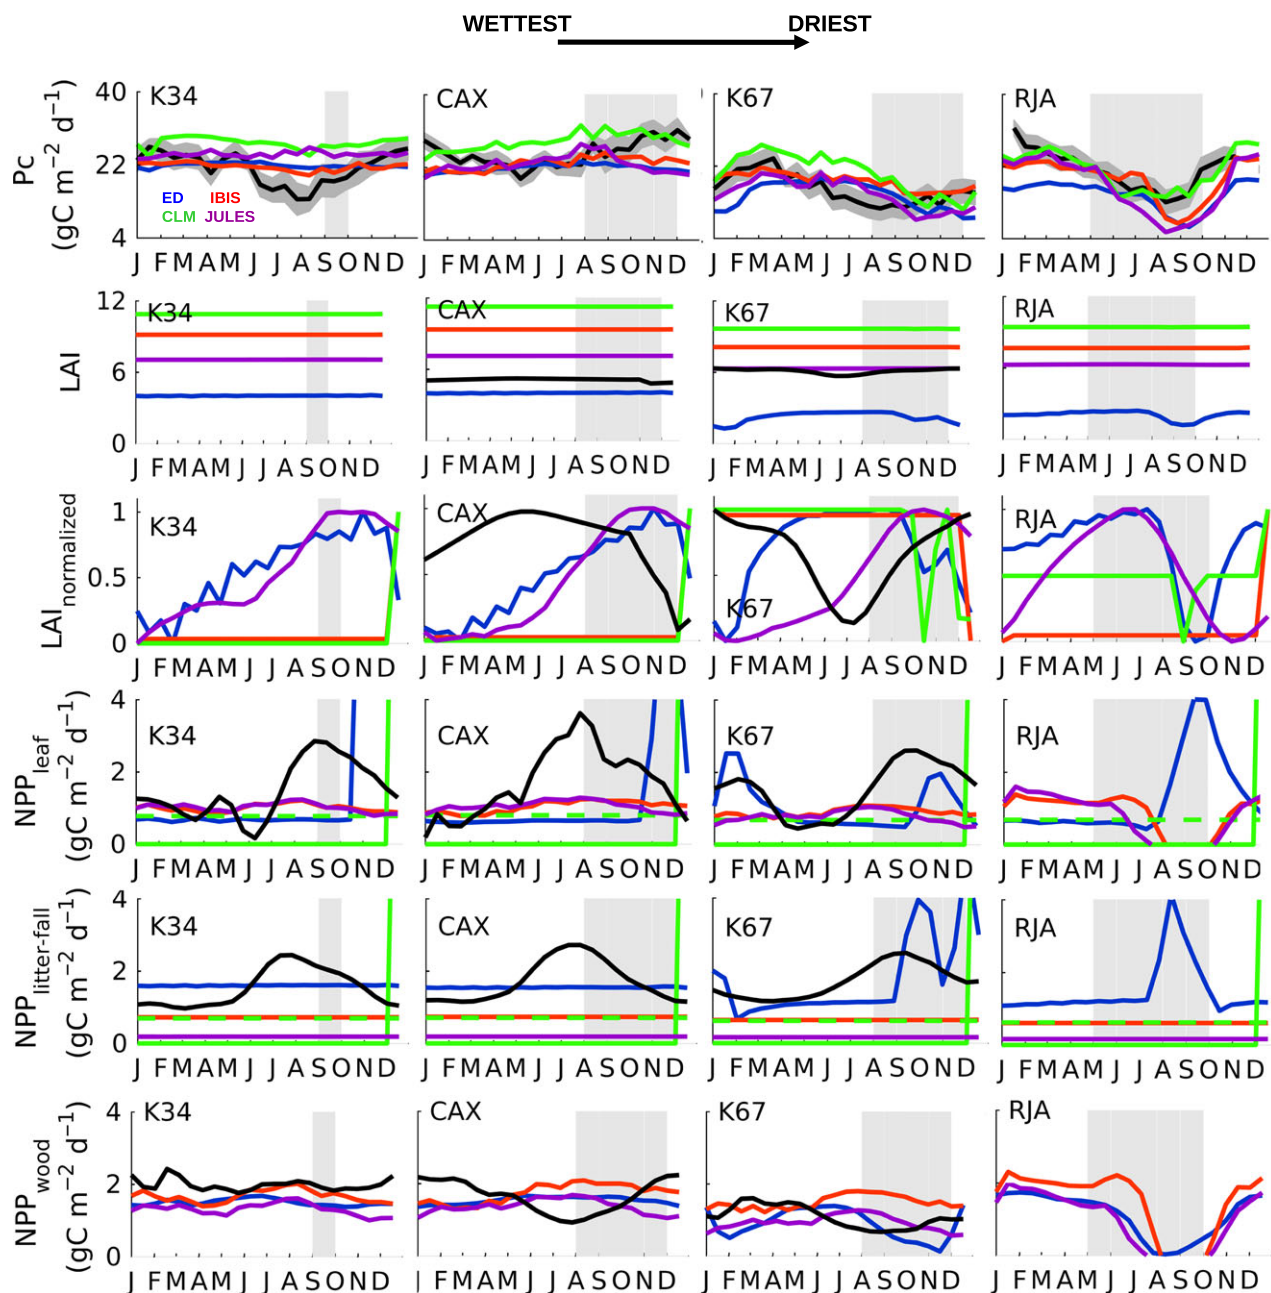 WETTEST DRIEST
Pc
(gC m−2 d−1)
40
22
4
K34 CAX K67 RJA
ED IBIS
CLM JULES
J FMAMJ J ASOND J FMAMJ J ASOND J FMAMJ J ASOND J FMAMJ J ASOND
LAI
12
6
0
K34 CAX K67 RJA
J FMAMJ J ASOND J FMAMJ J ASOND J FMAMJ J ASOND J FMAMJ J ASOND
LAInormalized
1
0.5
0
K34 CAX K67 RJA
J FMAMJ J ASOND J FMAMJ J ASOND J FMAMJ J ASOND J FMAMJ J ASOND
NPPleaf
(gC m−2 d−1)
4
2
0
K34 CAX K67 RJA
J FMAMJ J ASOND J FMAMJ J ASOND J FMAMJ J ASOND J FMAMJ J ASOND
NPPlitter-fall
(gC m−2 d−1)
4
2
0
K34 CAX K67 RJA
J FMAMJ J ASOND J FMAMJ J ASOND J FMAMJ J ASOND J FMAMJ J ASOND
NPPwood
(gC m−2 d−1)
4
2
0
K34 CAX K67 RJA
J FMAMJ J ASOND J FMAMJ J ASOND J FMAMJ J ASOND J FMAMJ J ASOND